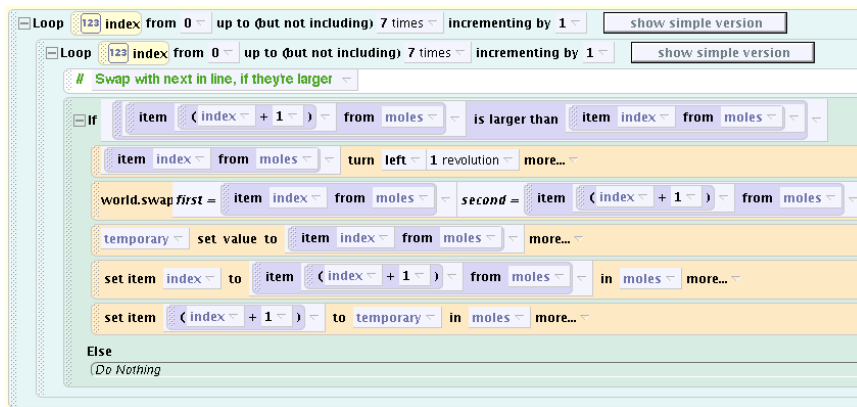 Loop 123 index from 0 up to (but not including) 7 times incrementing by 1 show simple version
Loop 123 index from 0 up to (but not including) 7 times incrementing by 1 show simple version
// Swap with next in line, if they're larger
If item ( index + 1 ) from moles is larger than item index from moles
item index from moles turn left 1 revolution more...
world.swap first = item index from moles second = item ( index + 1 ) from moles
temporary set value to item index from moles more...
set item index to item ( index + 1 ) from moles in moles more...
set item ( index + 1 ) to temporary in moles more...
Else
(Do Nothing